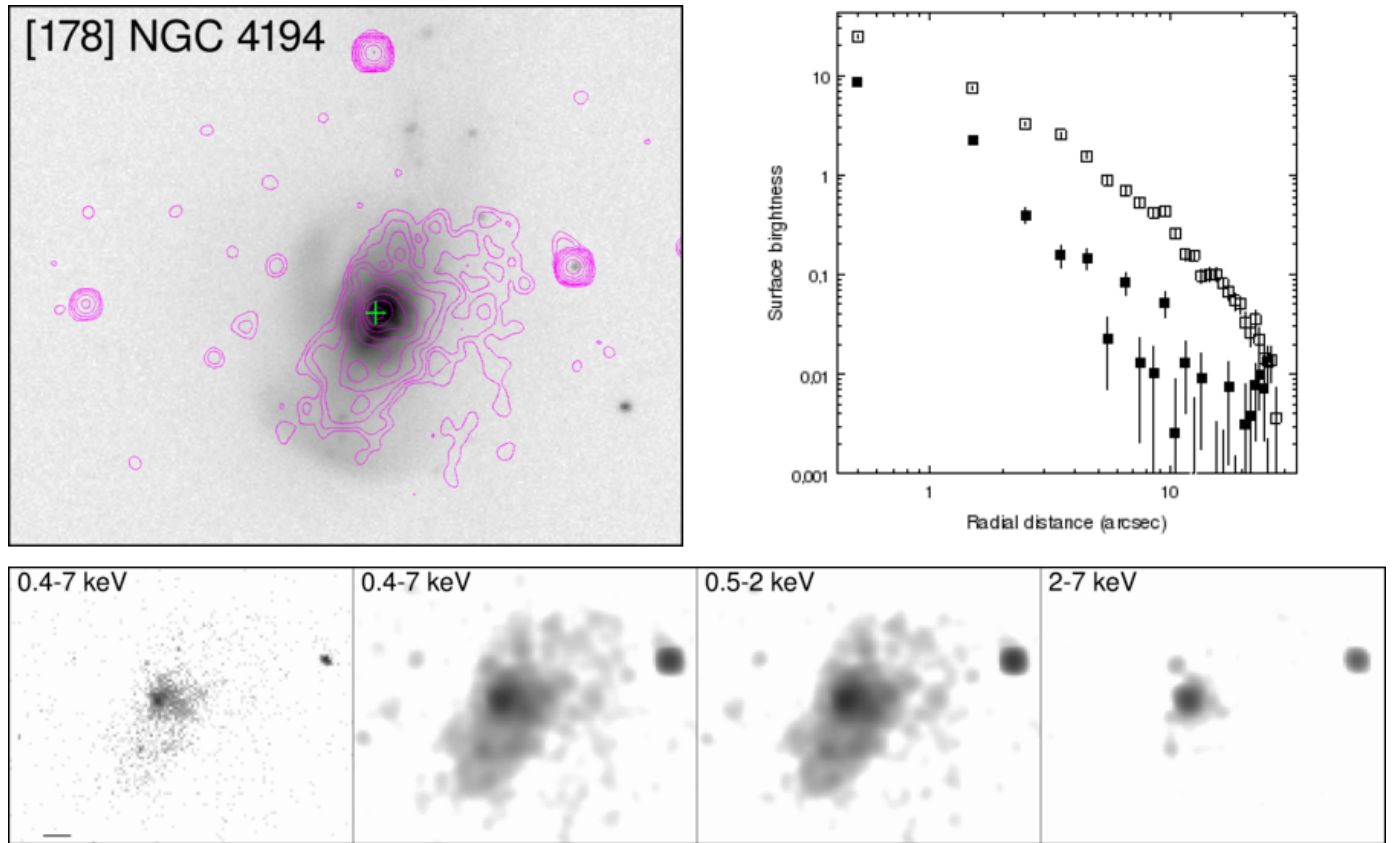 [178] NGC 4194
10
1
0,1
0,01
0,001
Surface birghtness
1
10
Radial distance (arcsec)
0.4-7 keV
0.4-7 keV
0.5-2 keV
2-7 keV